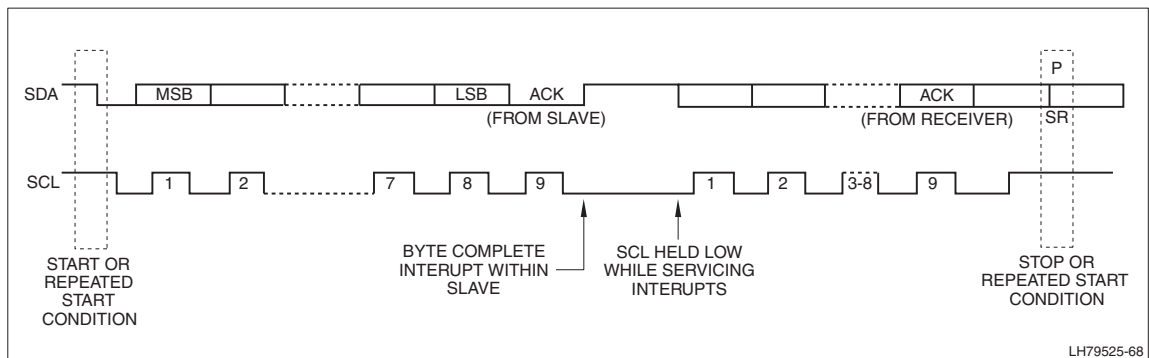 P
SDA MSB LSB ACK ACK
(FROM SLAVE) (FROM RECEIVER) SR
SCL 1 2 7 8 9 1 2 3-8 9
START OR
REPEATED
START
CONDITION
BYTE COMPLETE
INTERUPT WITHIN
SLAVE
SCL HELD LOW
WHILE SERVICING
INTERUPTS
STOP OR
REPEATED START
CONDITION
LH79525-68